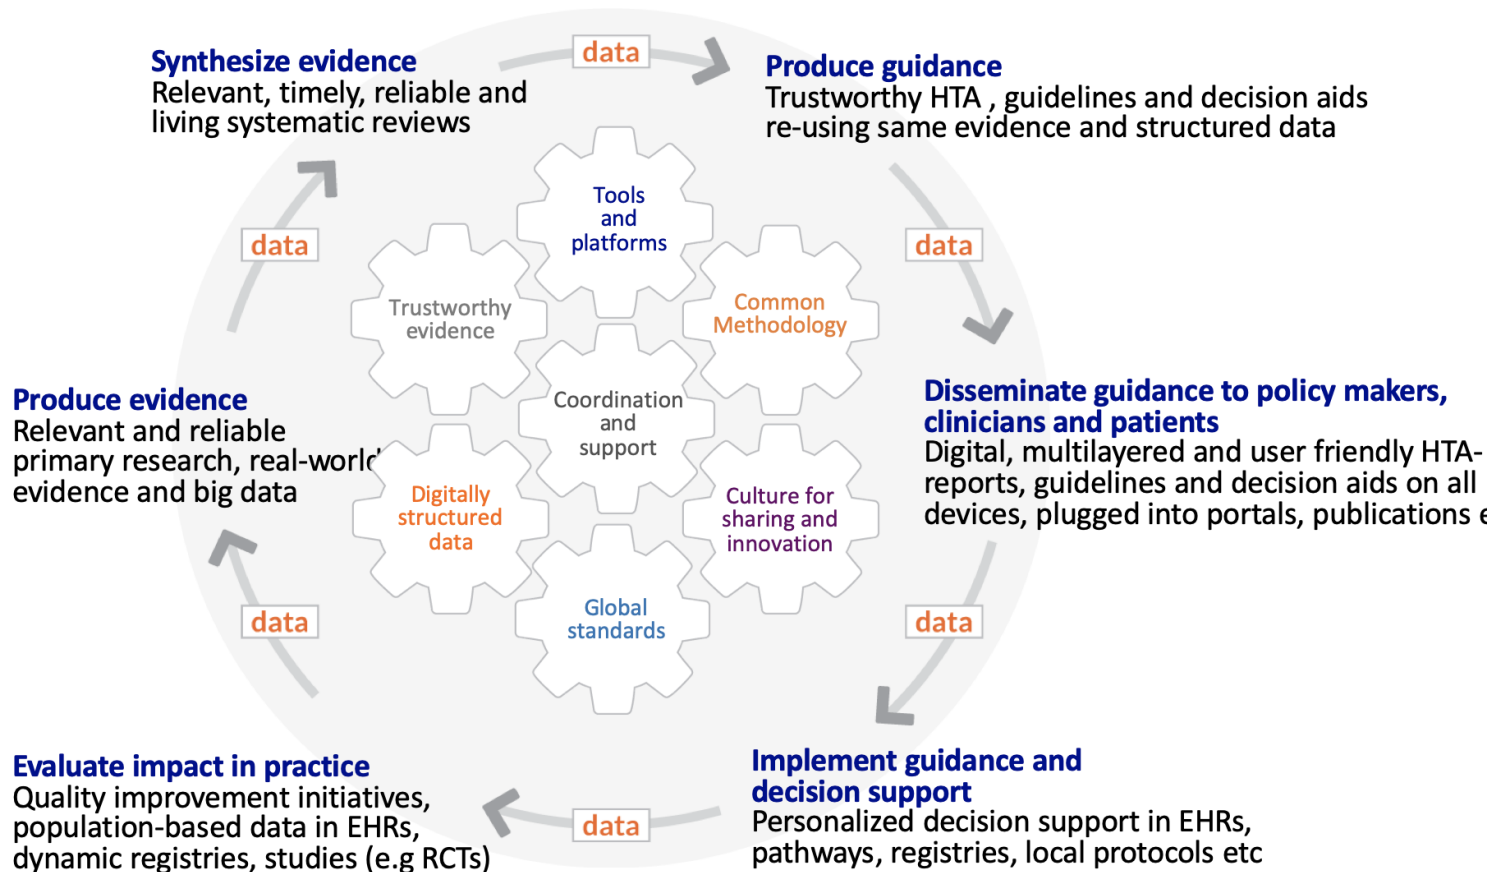 data
Synthesize evidence
Relevant, timely, reliable and
living systematic reviews
Produce guidance
Trustworthy HTA , guidelines and decision aids
re-using same evidence and structured data
data
data
Tools
and
platforms
Trustworthy
evidence
Common
Methodology
Coordination
and
support
Digitally
structured
data
Culture for
sharing and
innovation
Global
standards
Produce evidence
Relevant and reliable
primary research, real-world
evidence and big data
Disseminate guidance to policy makers,
clinicians and patients
Digital, multilayered and user friendly HTA-
reports, guidelines and decision aids on all
devices, plugged into portals, publications
data
data
Evaluate impact in practice
Quality improvement initiatives,
population-based data in EHRs,
dynamic registries, studies (e.g RCTs)
data
Implement guidance and
decision support
Personalized decision support in EHRs,
pathways, registries, local protocols etc